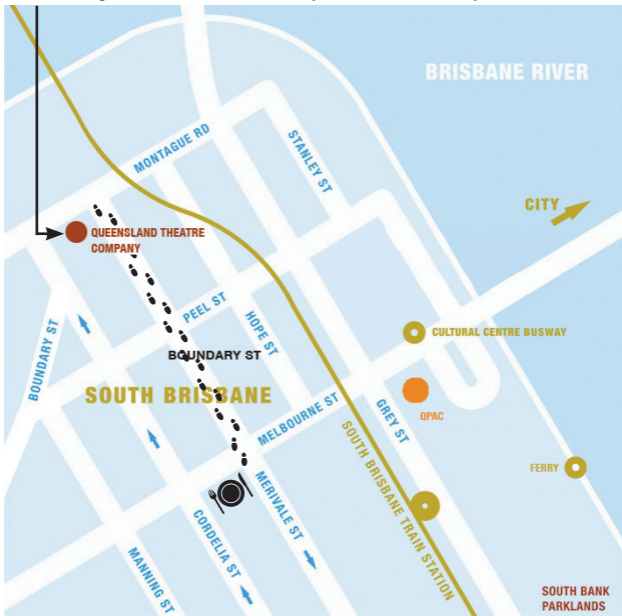 BRISBANE RIVER
MONTAGUE RD
STANLEY ST
CITY
QUEENSLAND THEATRE
COMPANY
PEEL ST
HOPE ST
BOUNDARY ST
BOUNDARY ST
CULTURAL CENTRE BUSWAY
SOUTH BRISBANE
MELBOURNE ST
GREY ST
QPAC
FERRY
SOUTH BRISBANE TRAIN STATION
MERIVALE ST
CORDELIA ST
MANNING ST
SOUTH BANK
PARKLANDS